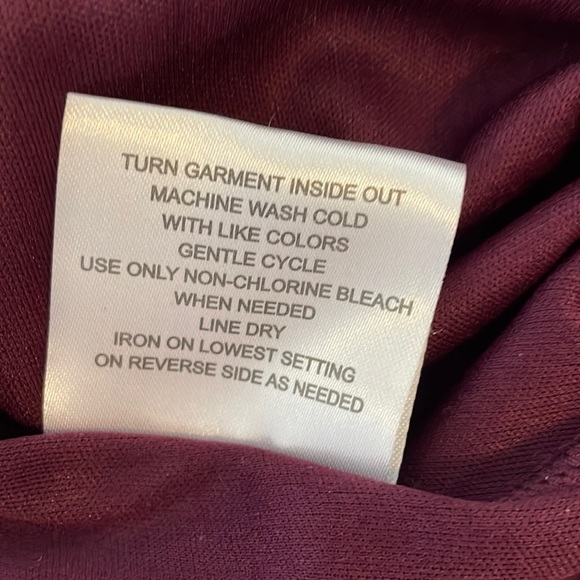 TURN GARMENT INSIDE OUT
MACHINE WASH COLD
WITH LIKE COLORS
GENTLE CYCLE
USE ONLY NON-CHLORINE BLEACH
WHEN NEEDED
LINE DRY
IRON ON LOWEST SETTING
ON REVERSE SIDE AS NEEDED